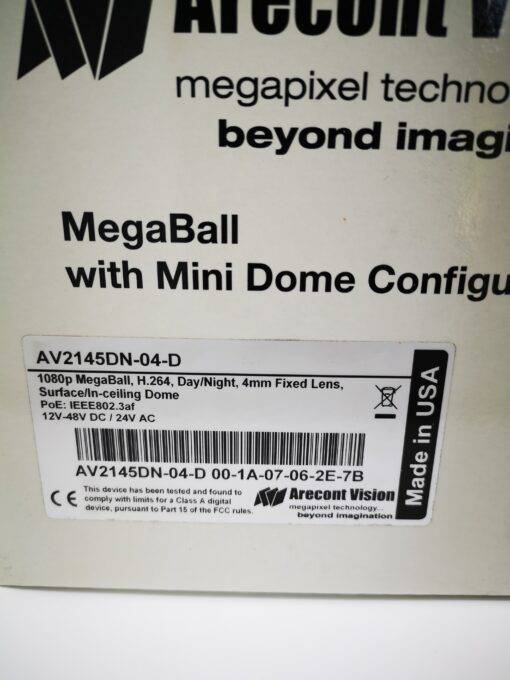 Arecont V
megapixel techno
beyond imagi
MegaBall
with Mini Dome Configu
AV2145DN-04-D
1080p MegaBall, H.264, Day/Night, 4mm Fixed Lens,
Surface/In-ceiling Dome
PoE: IEEE802.3af
12V-48V DC / 24V AC
AV2145DN-04-D 00-1A-07-06-2E-7B
CE
This device has been tested and found to
comply with limits for a Class A digital
device, pursuant to Part 15 of the FCC rules.
Arecont Vision
megapixel technology...
beyond imagination
Made in USA